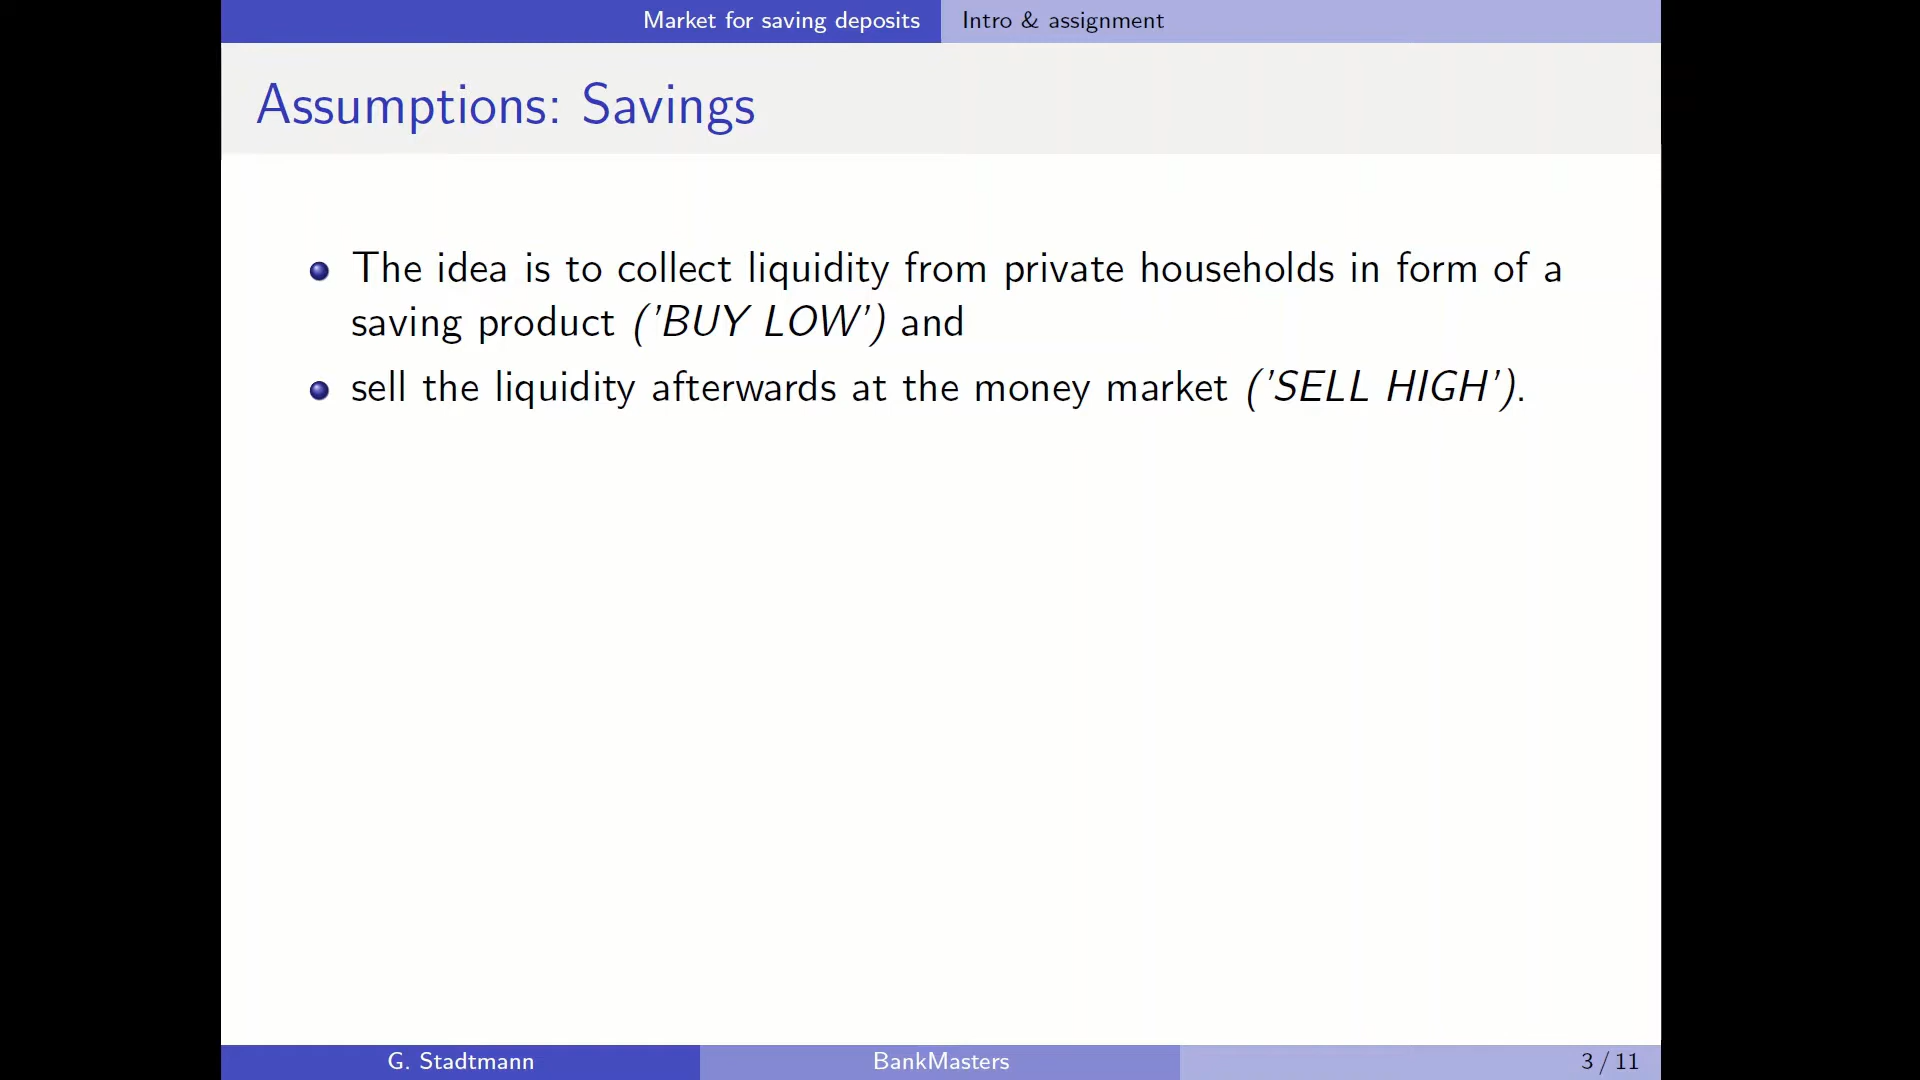 Market for saving deposits Intro & assignment
Assumptions: Savings
The idea is to collect liquidity from private households in form of a
saving product ('BUY LOW') and
sell the liquidity afterwards at the money market ('SELL HIGH').
G. Stadtmann BankMasters 3 / 11